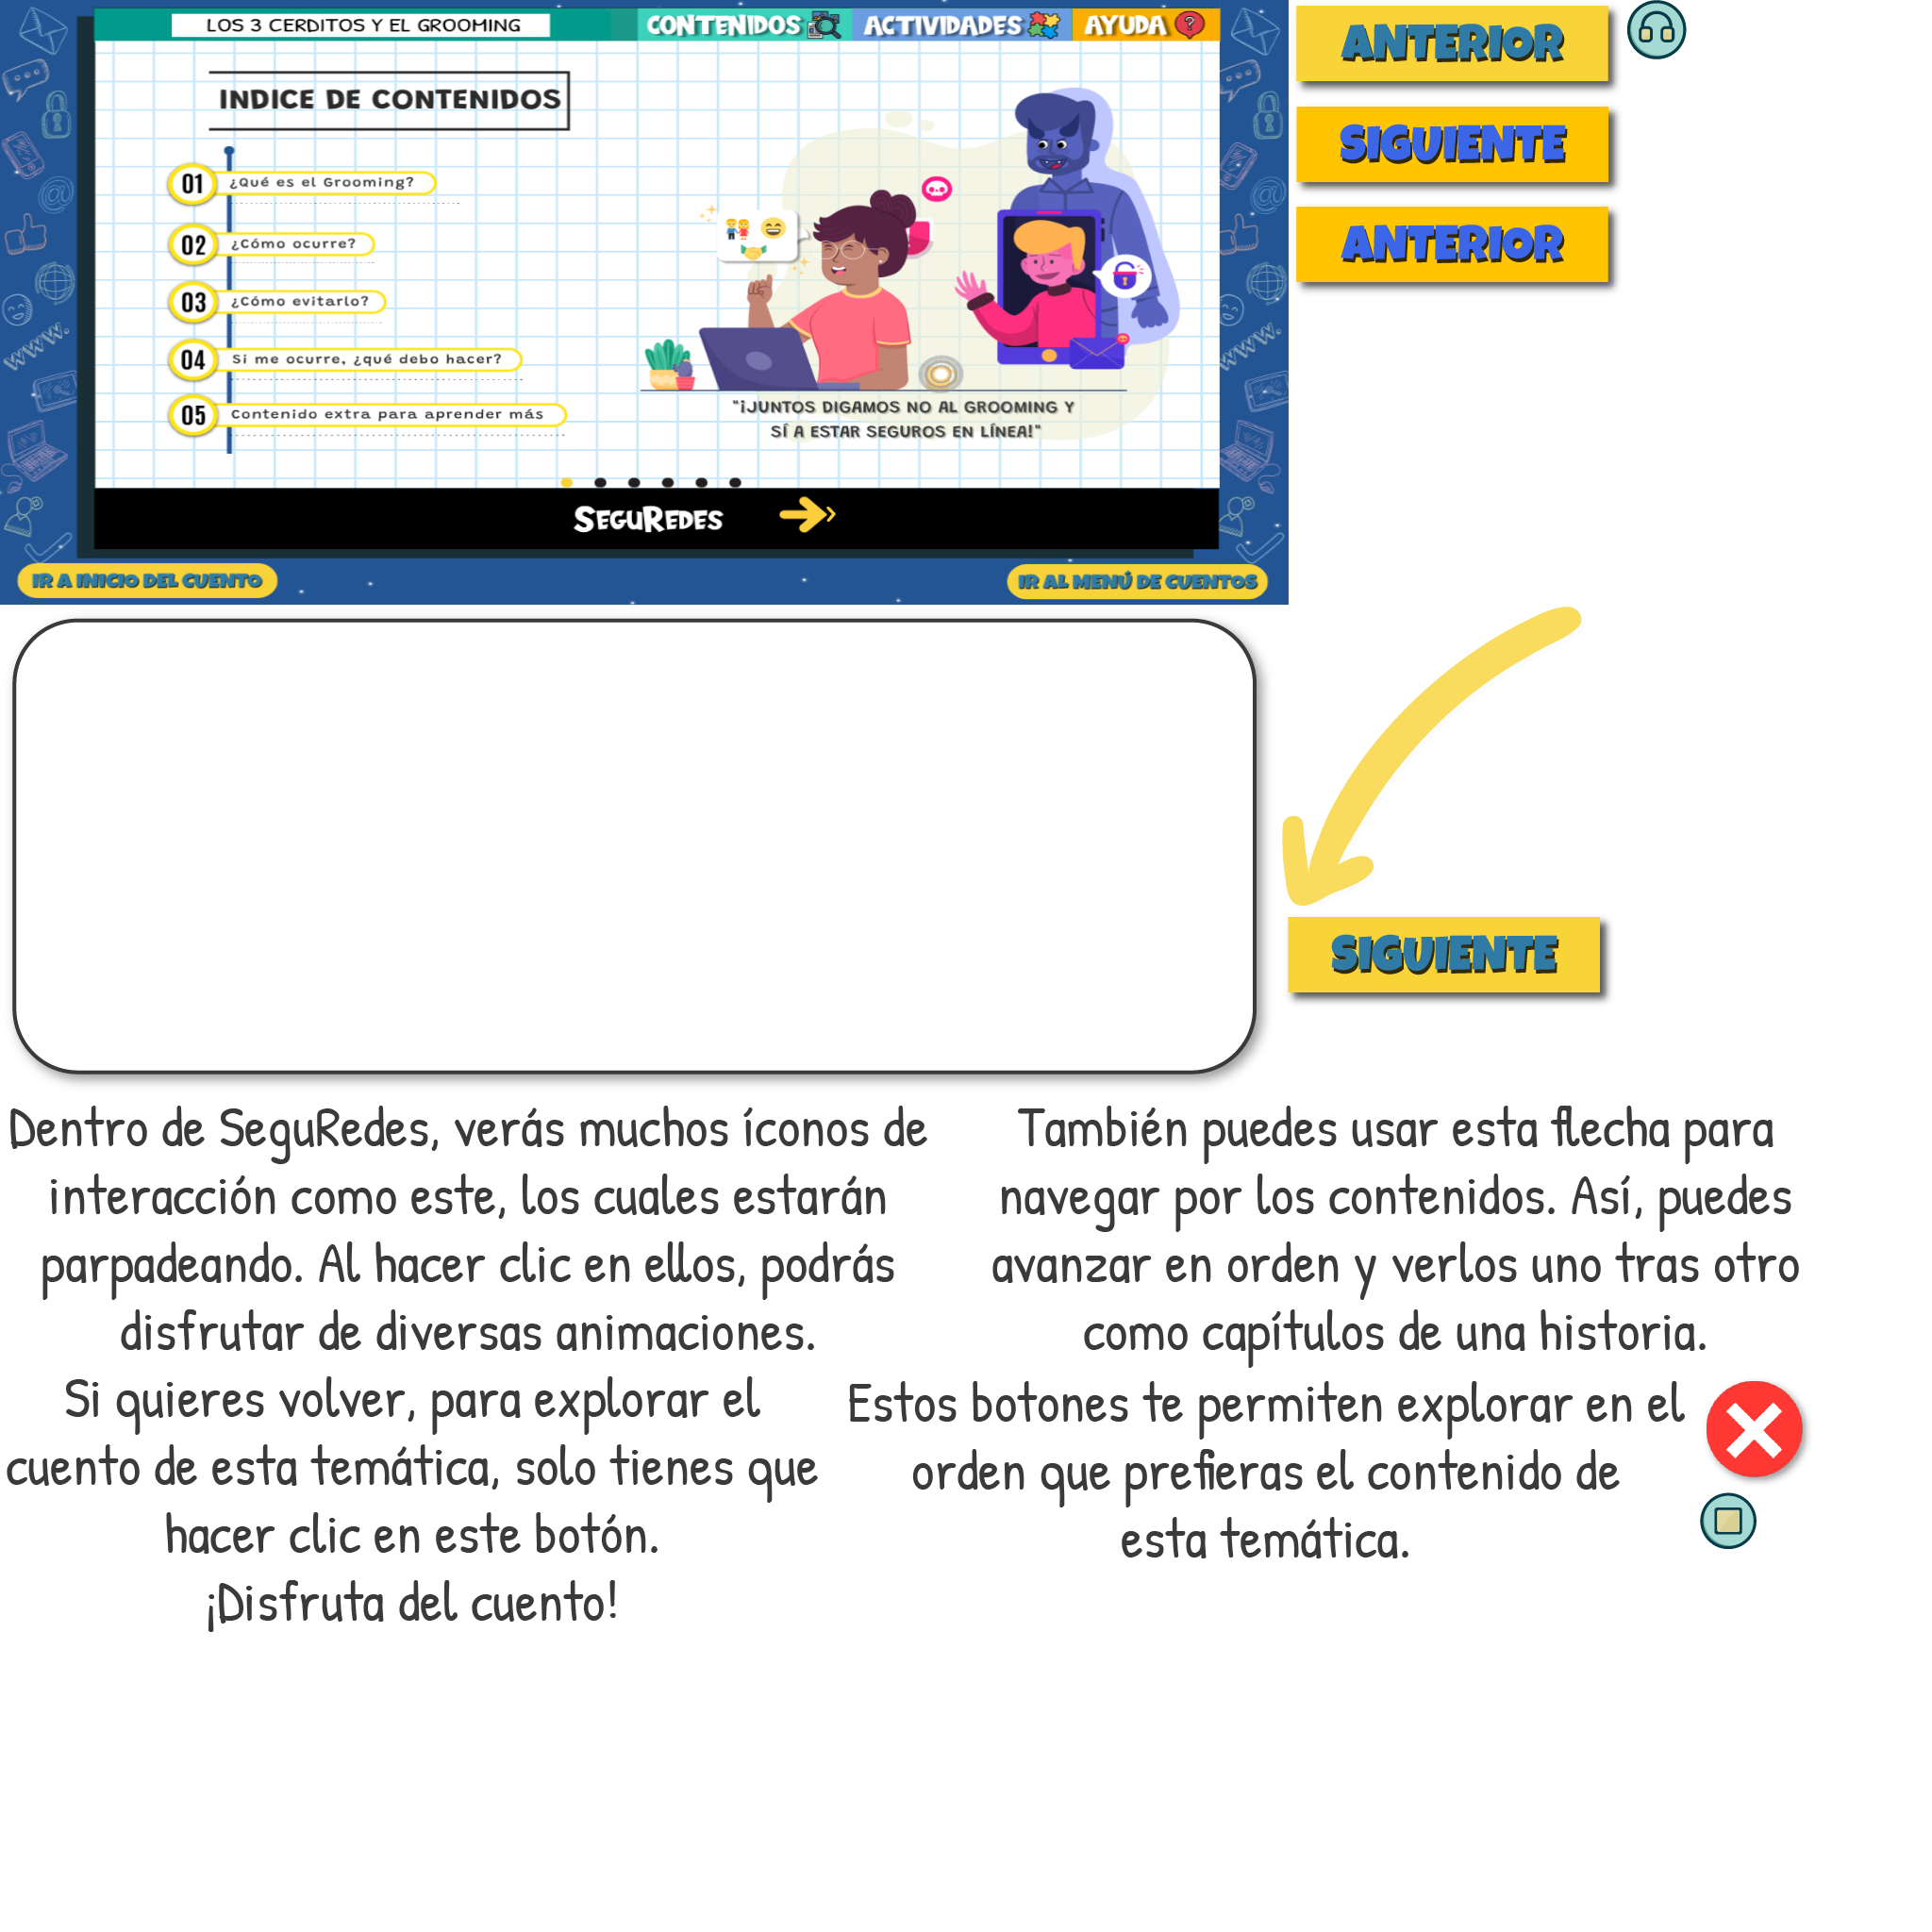 LOS 3 CERDITOS Y EL GROOMING
CONTENIDOS
ACTIVIDADES
AYUDA
INDICE DE CONTENIDOS
01 ¿Qué es el Grooming?
02 ¿Cómo ocurre?
03 ¿Cómo evitarlo?
04 Si me ocurre, ¿qué debo hacer?
05 Contenido extra para aprender más
"¡JUNTOS DIGAMOS NO AL GROOMING Y
SÍ A ESTAR SEGUROS EN LÍNEA!"
SEGUREDES
IR A INICIO DEL CUENTO
IR AL MENÚ DE CUENTOS
www.
www.
ANTERIOR
SIGUIENTE
ANTERIOR
SIGUIENTE
Dentro de SeguRedes, verás muchos íconos de
interacción como este, los cuales estarán
parpadeando. Al hacer clic en ellos, podrás
disfrutar de diversas animaciones.
También puedes usar esta flecha para
navegar por los contenidos. Así, puedes
avanzar en orden y verlos uno tras otro
como capítulos de una historia.
Si quieres volver, para explorar el
cuento de esta temática, solo tienes que
hacer clic en este botón.
¡Disfruta del cuento!
Estos botones te permiten explorar en el
orden que prefieras el contenido de
esta temática.